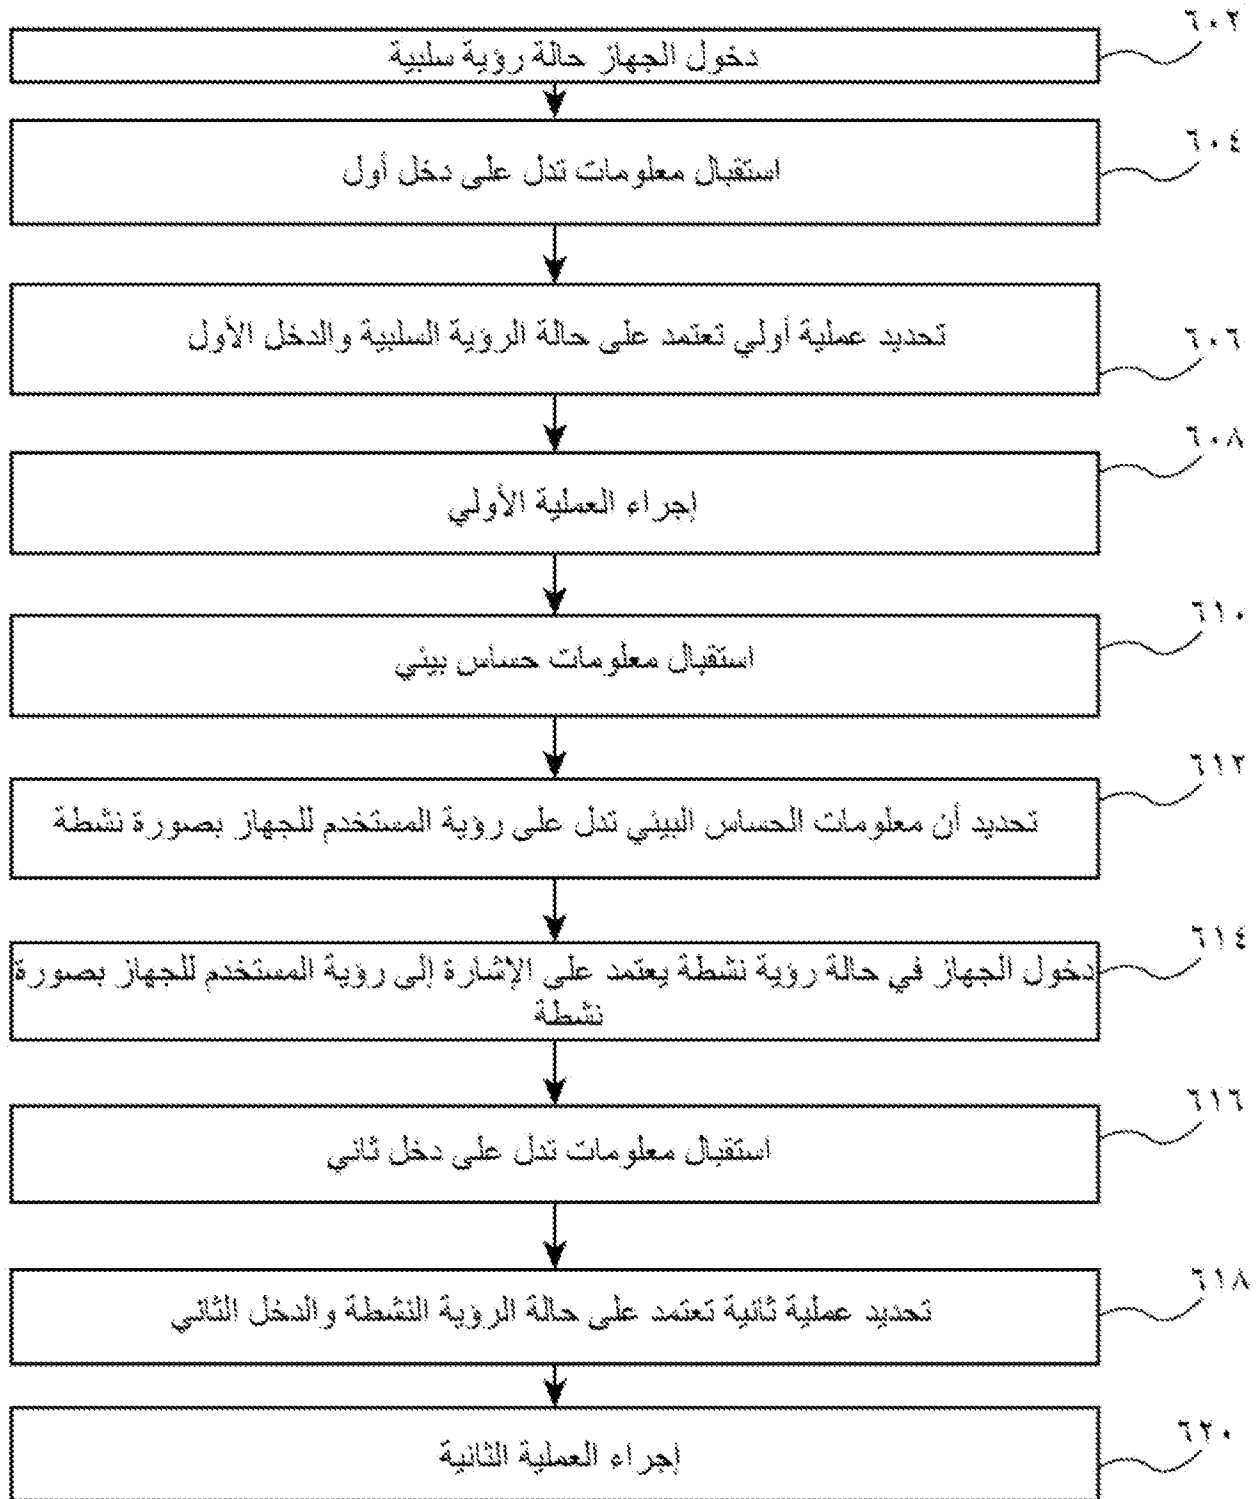 ٦٠٢
دخول الجهاز حالة رؤية سلبية
٦٠٤
استقبال معلومات تدل على دخل أول
٦٠٦
تحديد عملية أولي تعتمد على حالة الرؤية السلبية والدخل الأول
٦٠٨
إجراء العملية الأولي
٦١٠
استقبال معلومات حساس بيئي
٦١٢
تحديد أن معلومات الحساس البيئي تدل على رؤية المستخدم للجهاز بصورة نشطة
٦١٤
دخول الجهاز في حالة رؤية نشطة يعتمد على الإشارة إلى رؤية المستخدم للجهاز بصورة
نشطة
٦١٦
استقبال معلومات تدل على دخل ثاني
٦١٨
تحديد عملية ثانية تعتمد على حالة الرؤية النشطة والدخل الثاني
٦٢٠
إجراء العملية الثانية